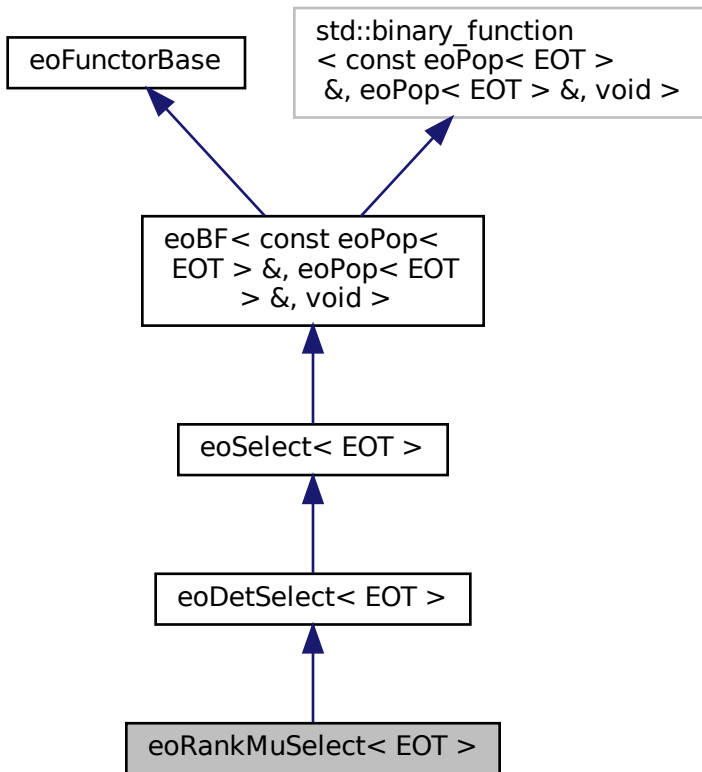 eoFunctorBase
std::binary_function
< const eoPop< EOT >
&, eoPop< EOT > &, void >
eoBF< const eoPop<
EOT > &, eoPop< EOT
> &, void >
eoSelect< EOT >
eoDetSelect< EOT >
eoRankMuSelect< EOT >